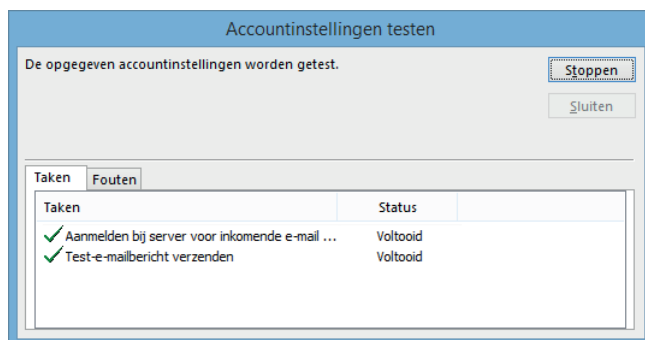 Accountinstellingen testen
De opgegeven accountinstellingen worden getest.
Stoppen
Sluiten
Taken Fouten
Taken Status
Aanmelden bij server voor inkomende e-mail ... Voltooid
Test-e-mailbericht verzenden Voltooid